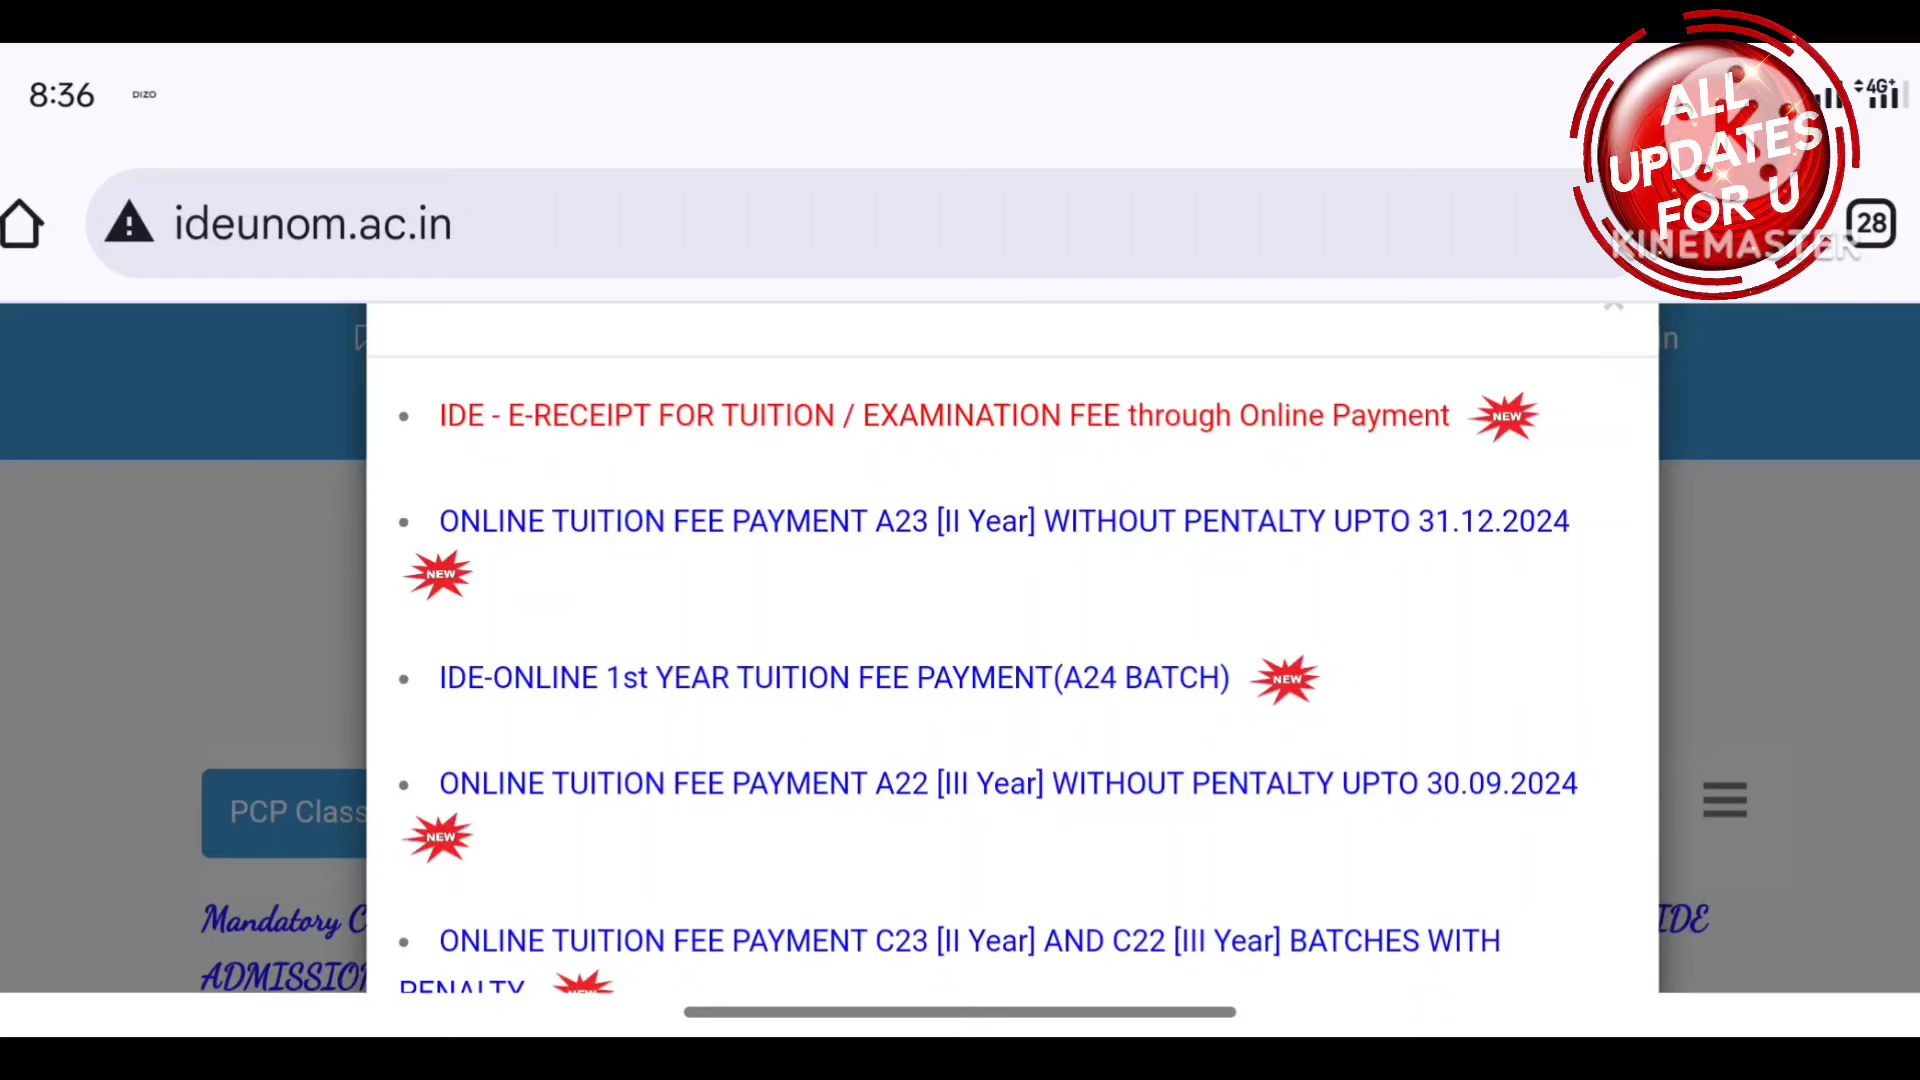 8:36
DIZO
4G+
ALL
UPDATES
FOR U
KINEMASTER
ideunom.ac.in
28
in
IDE - E-RECEIPT FOR TUITION / EXAMINATION FEE through Online Payment NEW
ONLINE TUITION FEE PAYMENT A23 [II Year] WITHOUT PENTALTY UPTO 31.12.2024
NEW
IDE-ONLINE 1st YEAR TUITION FEE PAYMENT(A24 BATCH) NEW
ONLINE TUITION FEE PAYMENT A22 [III Year] WITHOUT PENTALTY UPTO 30.09.2024
NEW
PCP Class
Mandatory C
IDE
ADMISSION
ONLINE TUITION FEE PAYMENT C23 [II Year] AND C22 [III Year] BATCHES WITH
PENALTY NEW